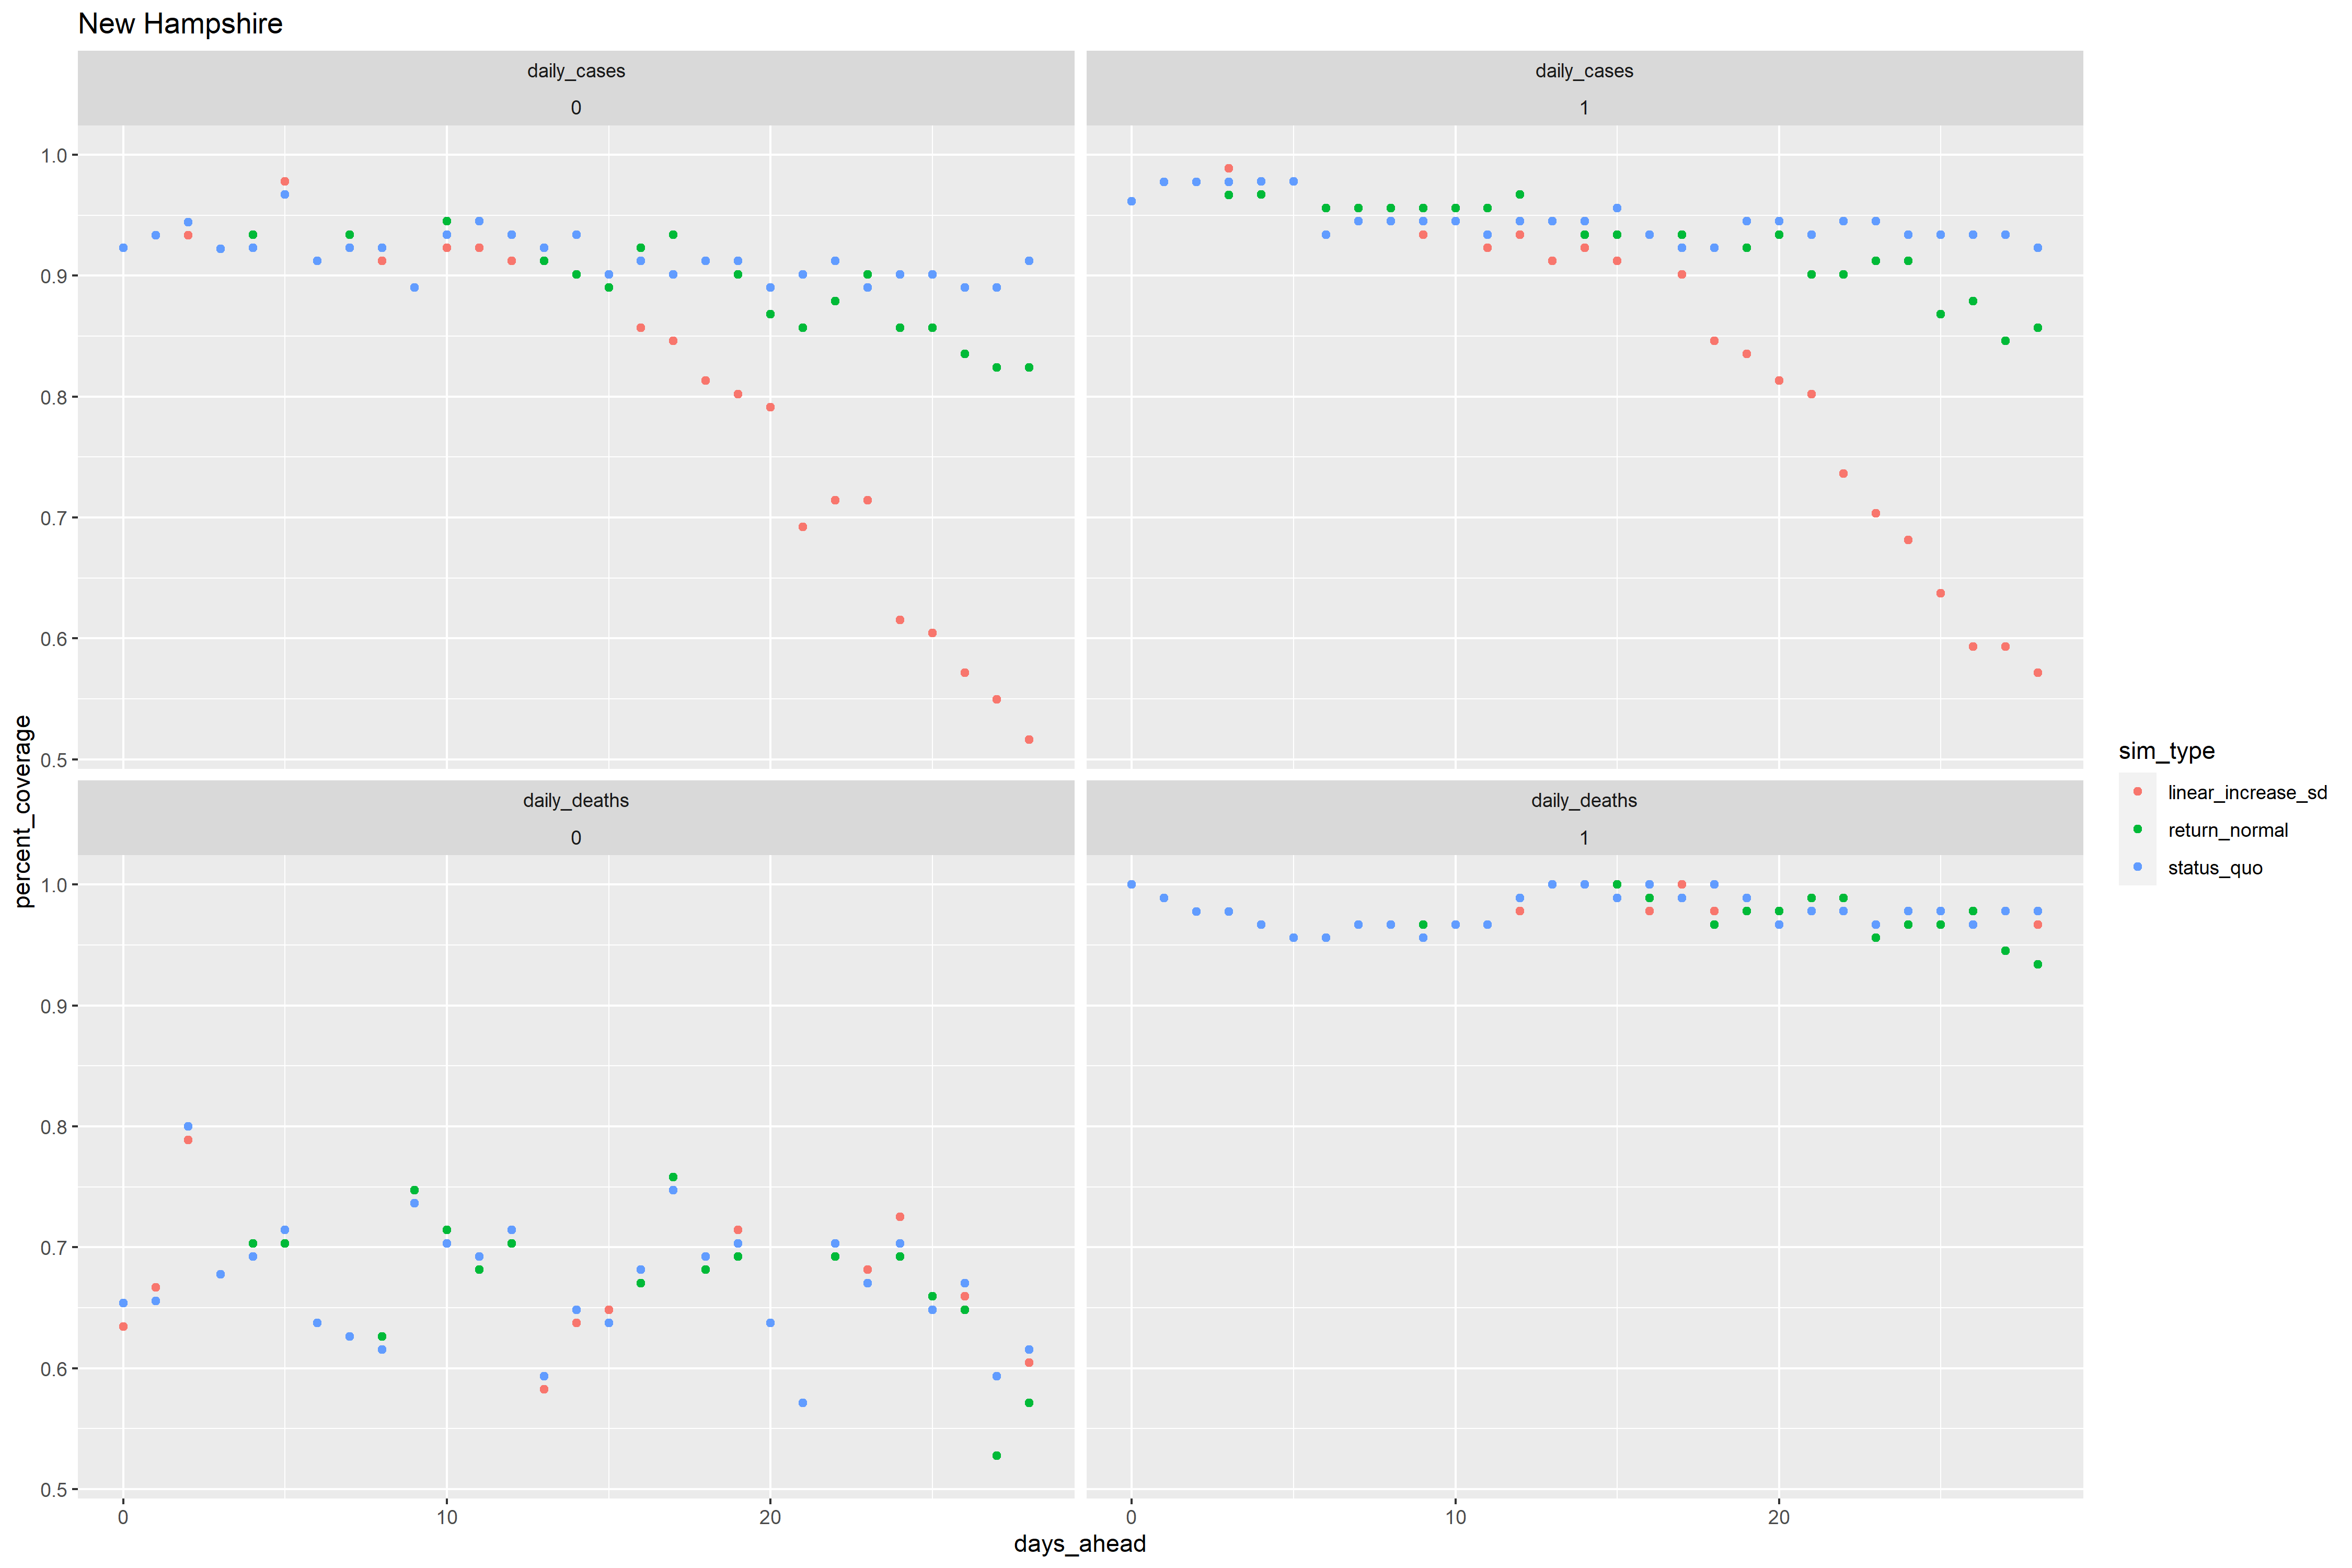 New Hampshire
daily_cases
0
daily_cases
1
1.0
0.9
0.8
0.7
0.6
0.5
daily_deaths
0
daily_deaths
1
1.0
0.9
0.8
0.7
0.6
0.5
percent_coverage
0
10
20
0
10
20
days_ahead
sim_type
linear_increase_sd
return_normal
status_quo